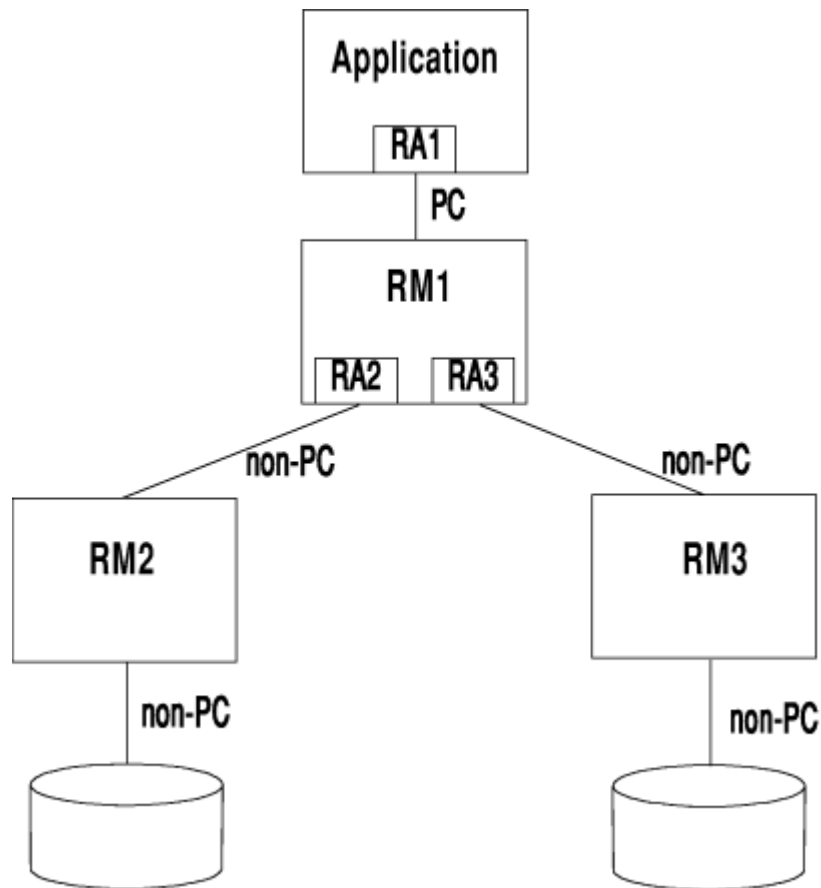 Application
RA1
PC
RM1
RA2
RA3
non-PC
non-PC
RM2
RM3
non-PC
non-PC